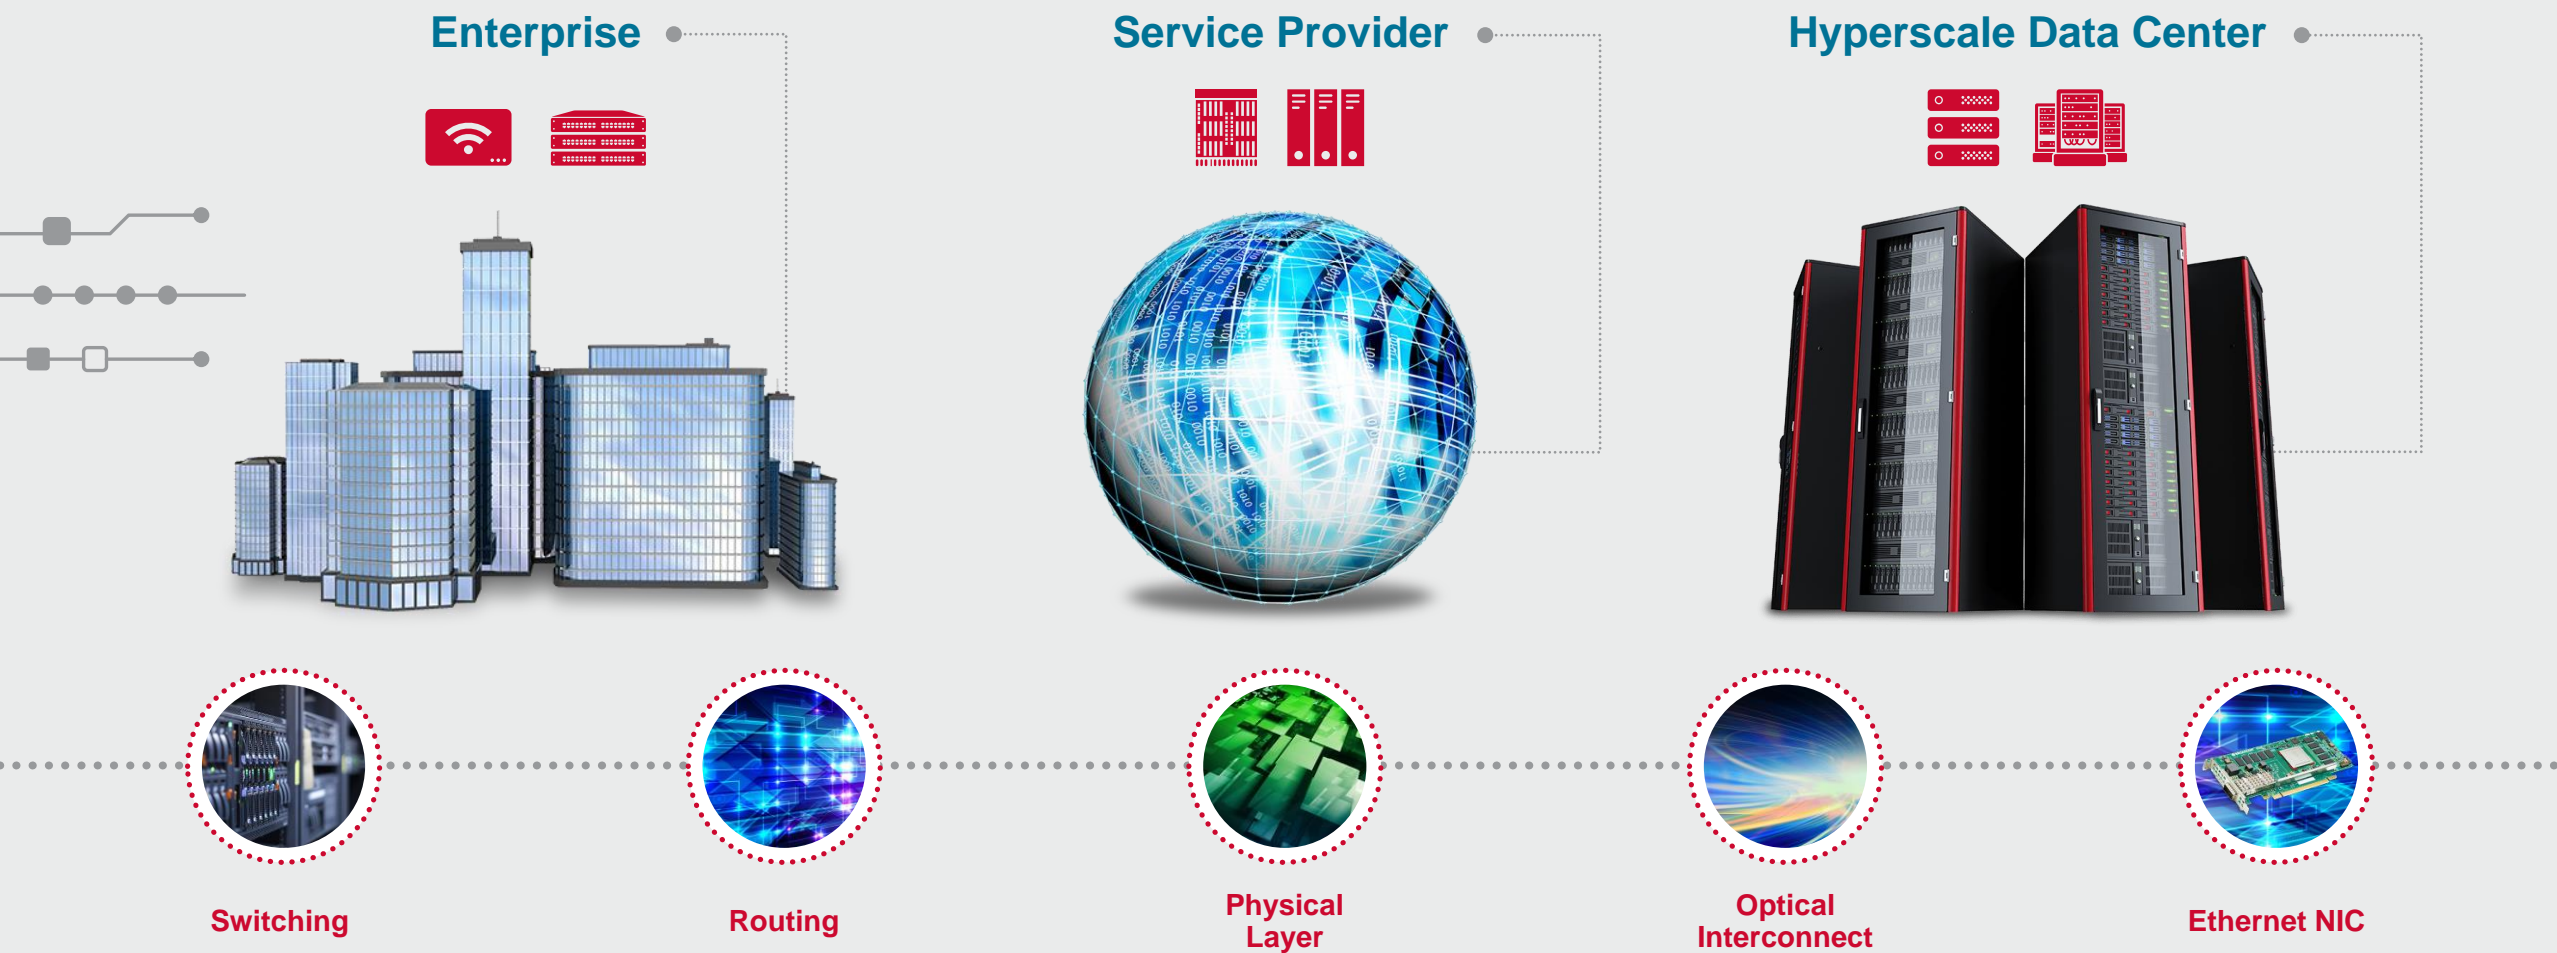 Enterprise
Service Provider
Hyperscale Data Center
Switching
Routing
Physical
Layer
Optical
Interconnect
Ethernet NIC